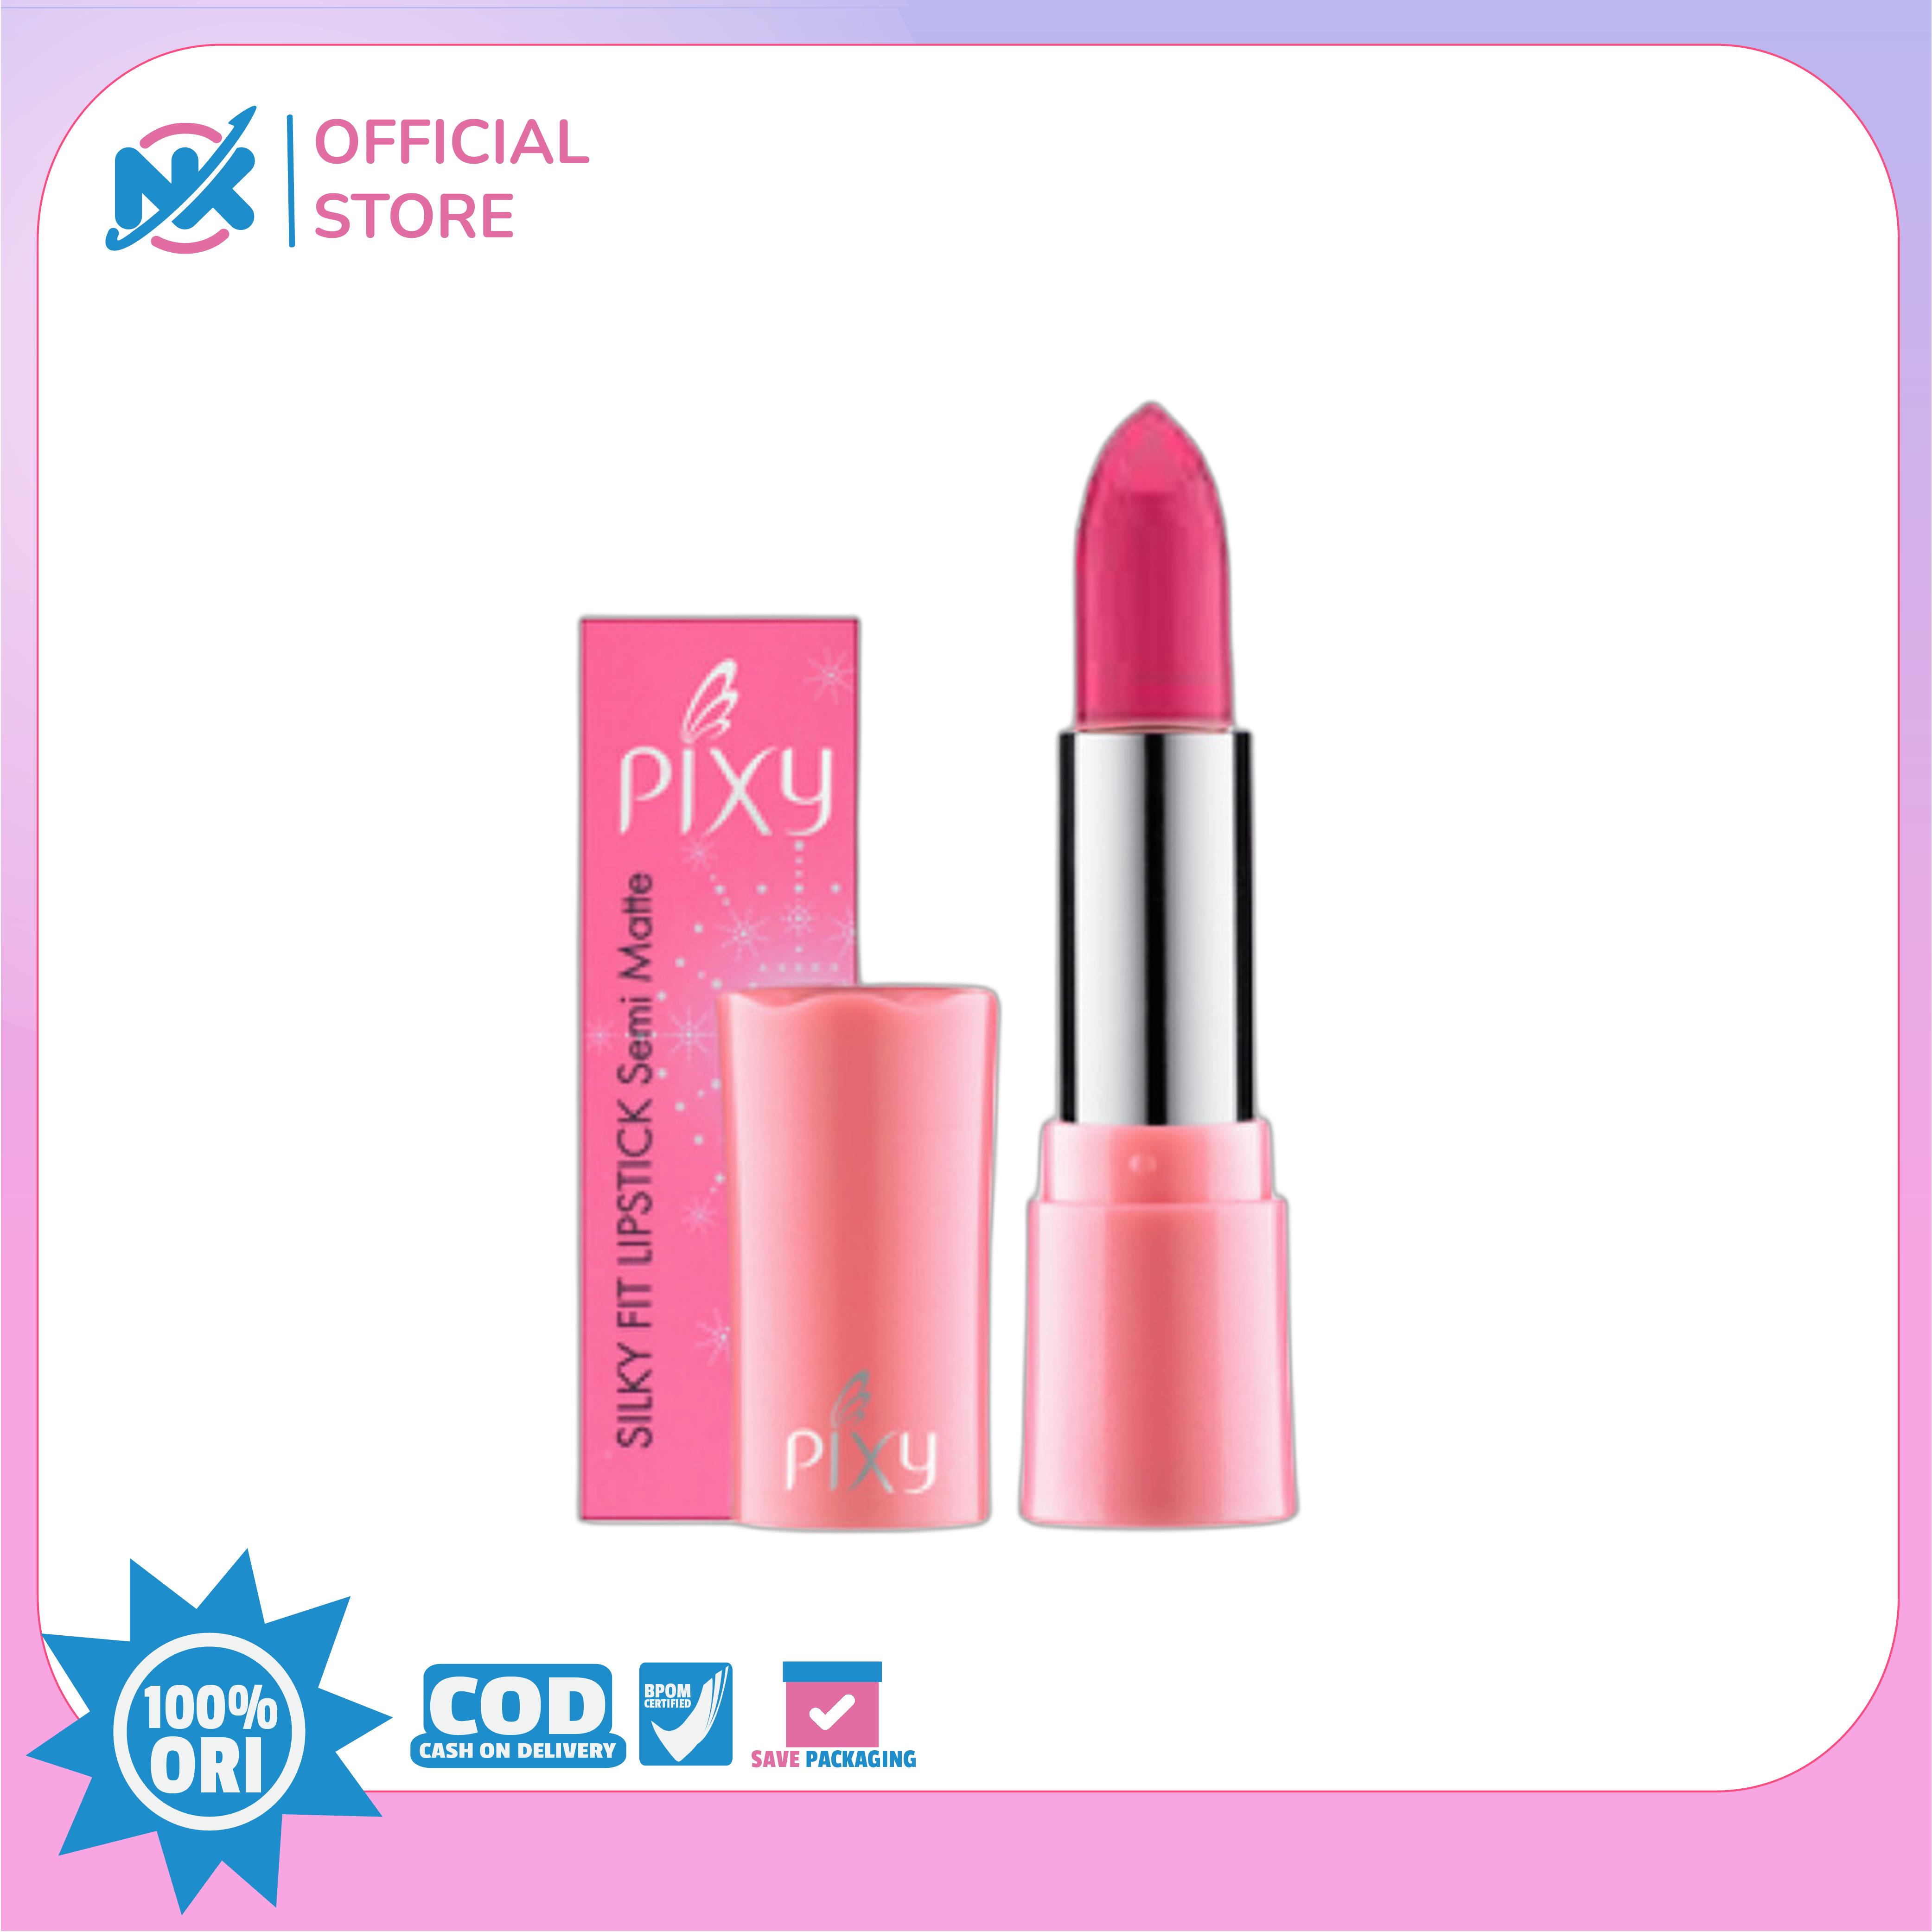 NK
OFFICIAL
STORE
PIXY
SILKY FIT LIPSTICK Semi Matte
PIXY
100%
ORI
COD
CASH ON DELIVERY
BPOM
CERTIFIED
SAVE PACKAGING